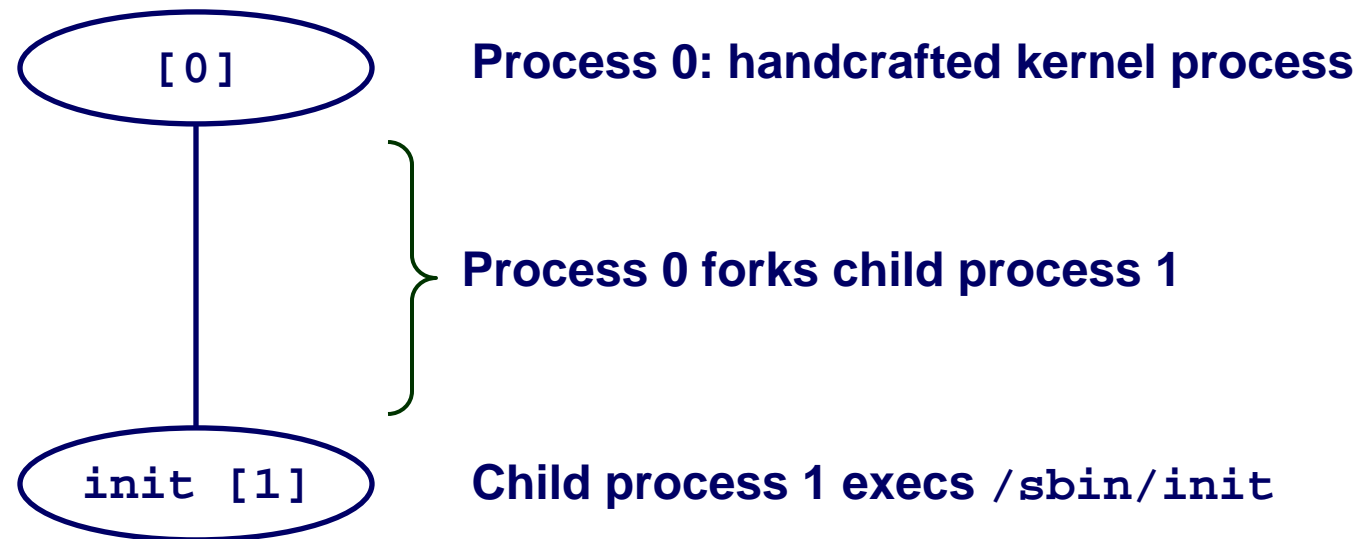 [0]
Process 0: handcrafted kernel process
Process 0 forks child process 1
init [1]
Child process 1 execs /sbin/init